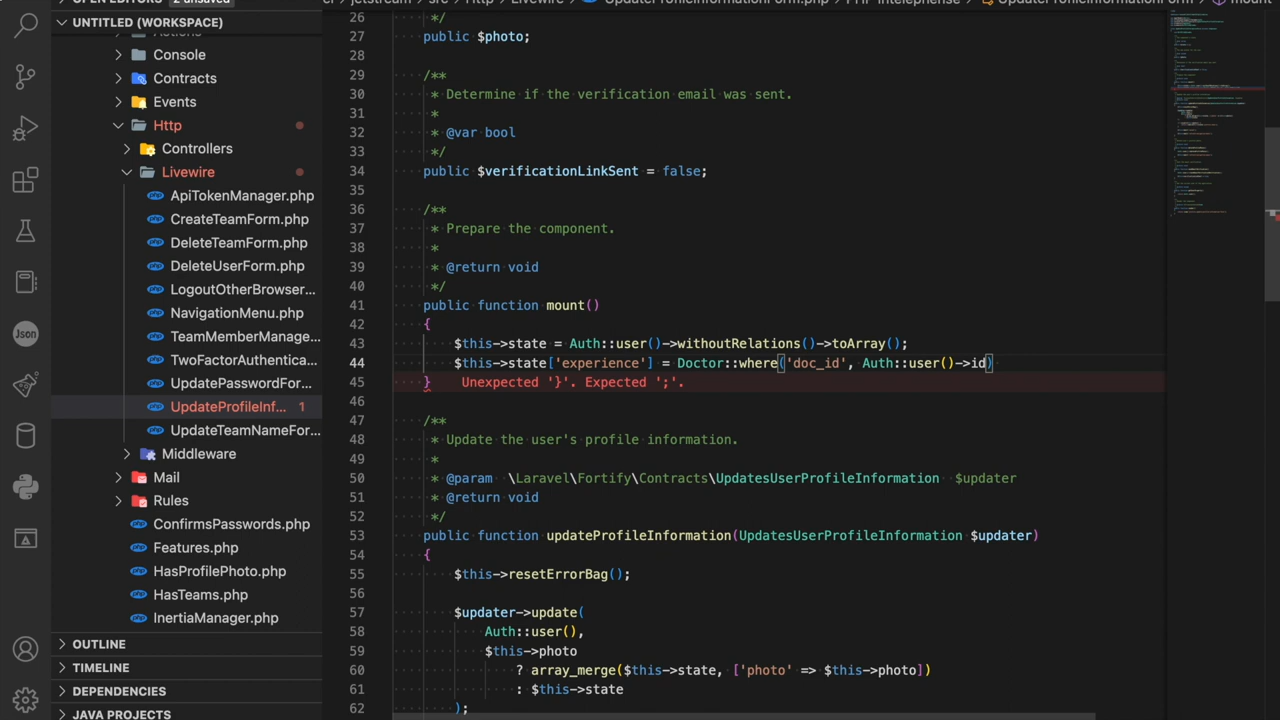 UNTITLED (WORKSPACE)
Console
Contracts
Events
Http
Controllers
Livewire
ApiTokenManager.php
CreateTeamForm.php
DeleteTeamForm.php
DeleteUserForm.php
LogoutOtherBrowser...
NavigationMenu.php
TeamMemberManage...
TwoFactorAuthentica...
UpdatePasswordFor...
UpdateProfileInf... 1
UpdateTeamNameFor...
Middleware
Mail
Rules
ConfirmsPasswords.php
Features.php
HasProfilePhoto.php
HasTeams.php
InertiaManager.php
OUTLINE
TIMELINE
DEPENDENCIES
JAVA PROJECTS
Json
26 */
27 public $photo;
28
29 /**
30 * Determine if the verification email was sent.
31 *
32 * @var bool
33 */
34 public $verificationLinkSent = false;
35
36 /**
37 * Prepare the component.
38 *
39 * @return void
40 */
41 public function mount()
42 {
43 $this->state = Auth::user()->withoutRelations()->toArray();
44 $this->state['experience'] = Doctor::where('doc_id', Auth::user()->id)
45 } Unexpected '}'. Expected ';'.
46
47 /**
48 * Update the user's profile information.
49 *
50 * @param \Laravel\Fortify\Contracts\UpdatesUserProfileInformation $updater
51 * @return void
52 */
53 public function updateProfileInformation(UpdatesUserProfileInformation $updater)
54 {
55 $this->resetErrorBag();
56
57 $updater->update(
58 Auth::user(),
59 $this->photo
60 ? array_merge($this->state, ['photo' => $this->photo])
61 : $this->state
62 );